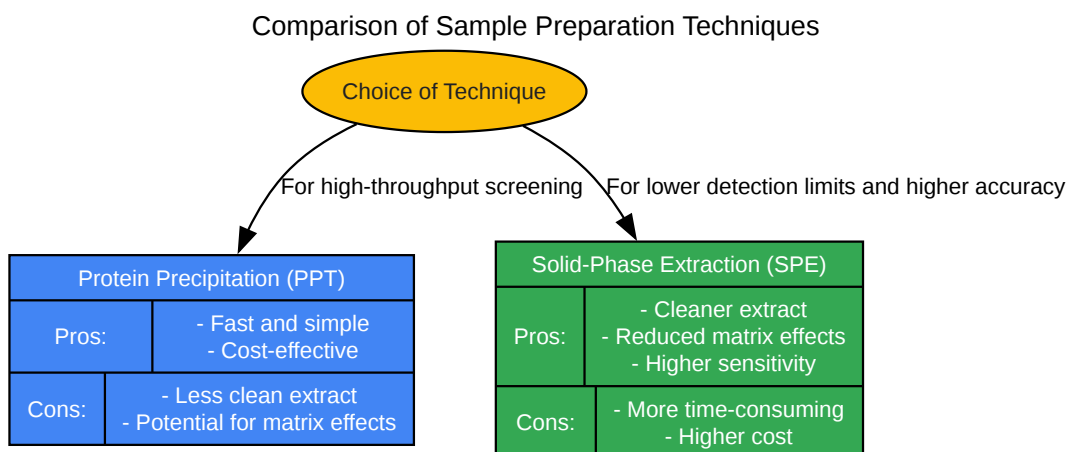 Comparison of Sample Preparation Techniques
Choice of Technique
For high-throughput screening
For lower detection limits and higher accuracy
Protein Precipitation (PPT)
Pros:
- Fast and simple
- Cost-effective
Cons:
- Less clean extract
- Potential for matrix effects
Solid-Phase Extraction (SPE)
Pros:
- Cleaner extract
- Reduced matrix effects
- Higher sensitivity
Cons:
- More time-consuming
- Higher cost